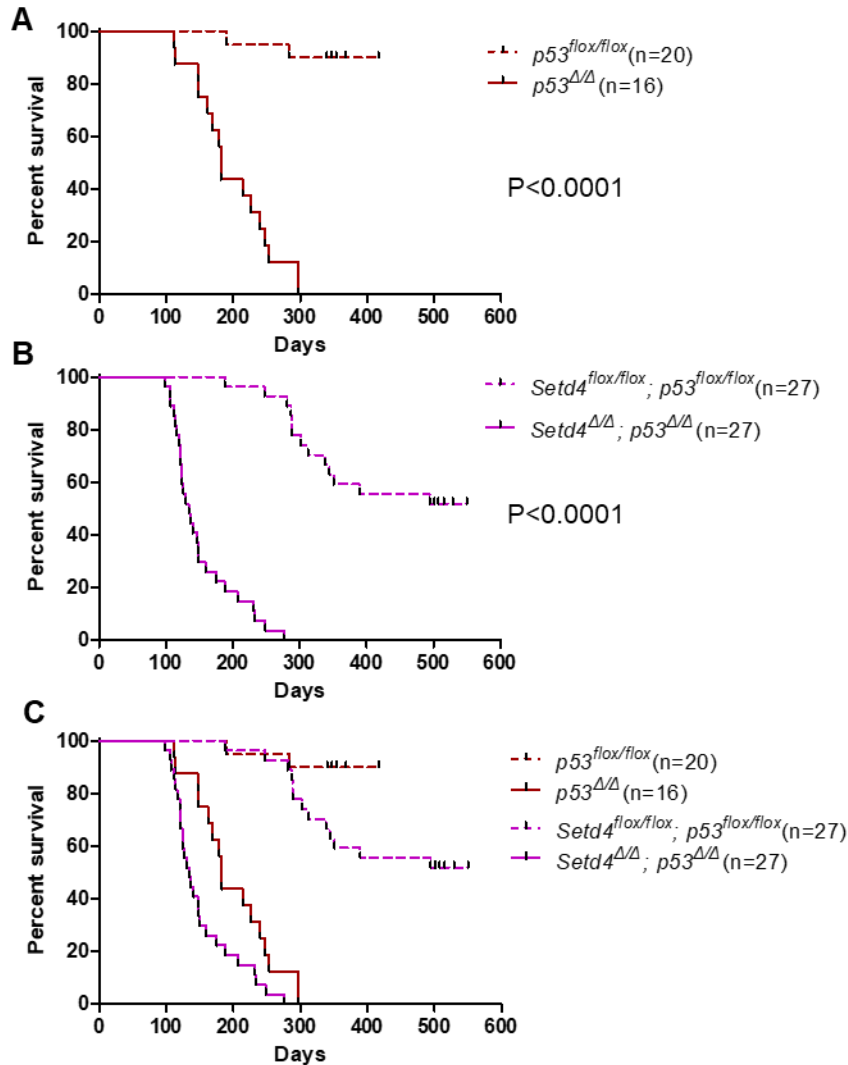 A
100
80
60
40
20
0
Percent survival
0 100 200 300 400 500 600
Days
p53flox/flox (n=20)
p53Δ/Δ (n=16)
P<0.0001
B
100
80
60
40
20
0
Percent survival
0 100 200 300 400 500 600
Days
Setd4flox/flox; p53flox/flox (n=27)
Setd4Δ/Δ; p53Δ/Δ (n=27)
P<0.0001
C
100
80
60
40
20
0
Percent survival
0 100 200 300 400 500 600
Days
p53flox/flox (n=20)
p53Δ/Δ (n=16)
Setd4flox/flox; p53flox/flox (n=27)
Setd4Δ/Δ; p53Δ/Δ (n=27)